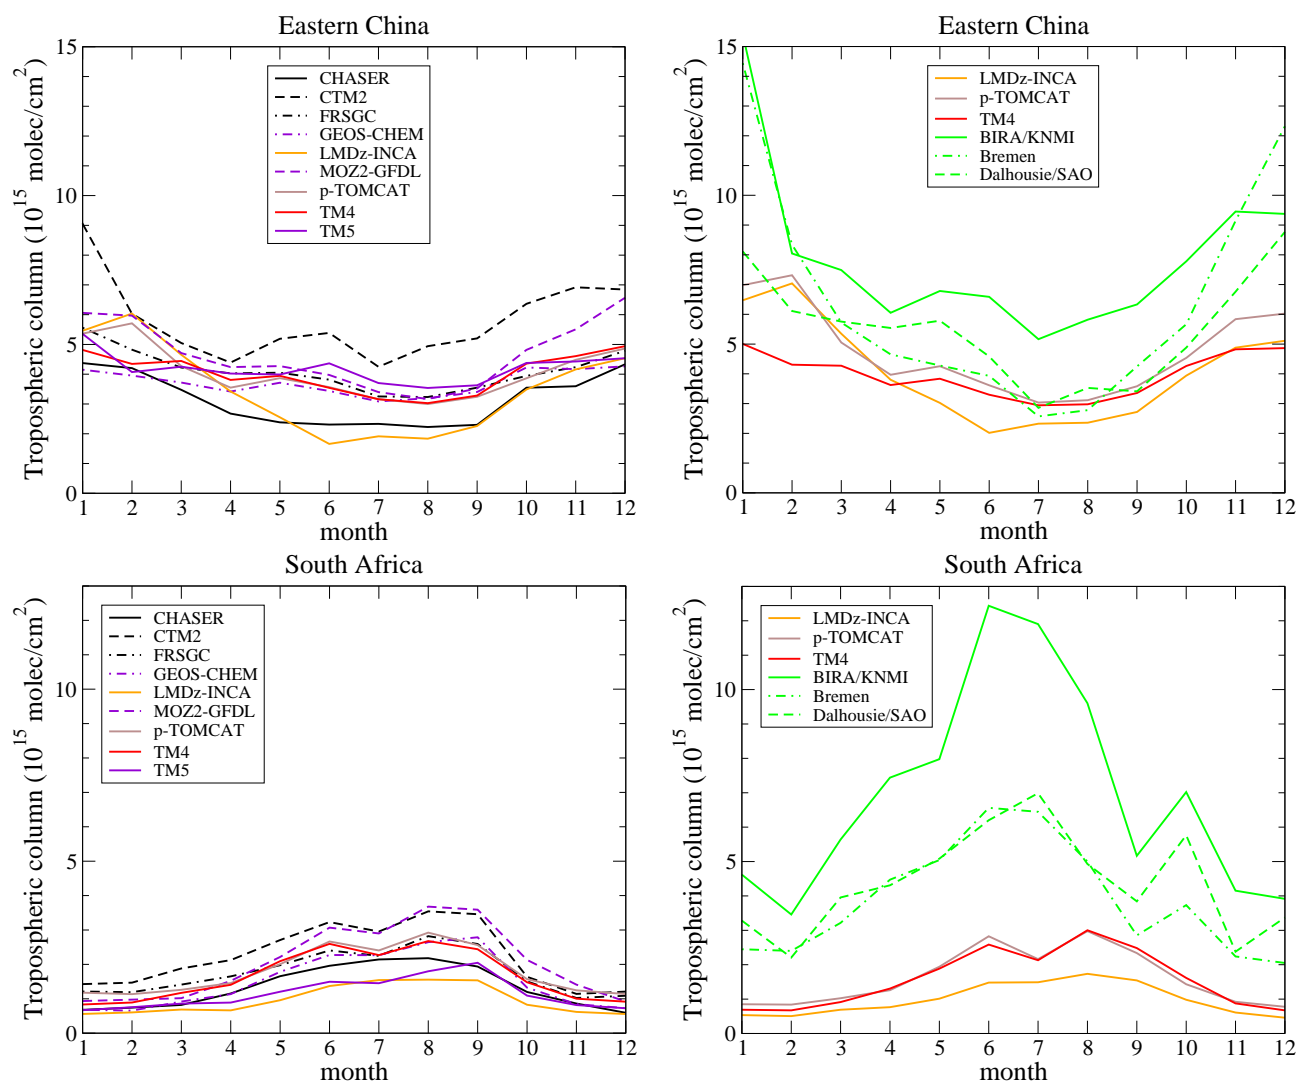 Eastern China
15
10
5
0
Tropospheric column (10^15 molec/cm^2)
CHASER
CTM2
FRSGC
GEOS-CHEM
LMDz-INCA
MOZ2-GFDL
p-TOMCAT
TM4
TM5
1 2 3 4 5 6 7 8 9 10 11 12
month
Eastern China
15
10
5
0
Tropospheric column (10^15 molec/cm^2)
LMDz-INCA
p-TOMCAT
TM4
BIRA/KNMI
Bremen
Dalhousie/SAO
1 2 3 4 5 6 7 8 9 10 11 12
month
South Africa
10
5
0
Tropospheric column (10^15 molec/cm^2)
CHASER
CTM2
FRSGC
GEOS-CHEM
LMDz-INCA
MOZ2-GFDL
p-TOMCAT
TM4
TM5
1 2 3 4 5 6 7 8 9 10 11 12
month
South Africa
10
5
0
Tropospheric column (10^15 molec/cm^2)
LMDz-INCA
p-TOMCAT
TM4
BIRA/KNMI
Bremen
Dalhousie/SAO
1 2 3 4 5 6 7 8 9 10 11 12
month